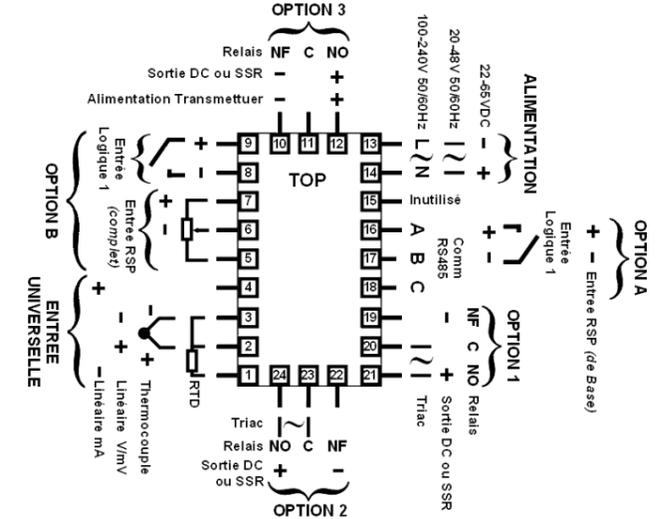 OPTION 3
Relais NF C NO
Sortie DC ou SSR − +
Alimentation Transmettuer − +
100-240V 50/60Hz
20-48V 50/60Hz
22-65VDC
ALIMENTATION
L
N
− +
9 10 11 12 13
8 TOP 14
7 15 Inutilisé
6 16 A
5 17 B
4 18 C
3 19
2 20
1 24 23 22 21
Entrée
Logique 1
+ −
OPTION B
Entrée RSP
(complet)
+ −
ENTREE
UNIVERSELLE
+ − Linéaire mA
− + Linéaire V/mV
− + Thermocouple
RTD
Comm
RS485
+ −
Entrée
Logique 1
+ − Entree RSP (de Base)
OPTION A
OPTION 1
NF C NO Relais
− + Sortie DC ou SSR
Triac
Triac
Relais NO C NF
Sortie DC
ou SSR + −
OPTION 2